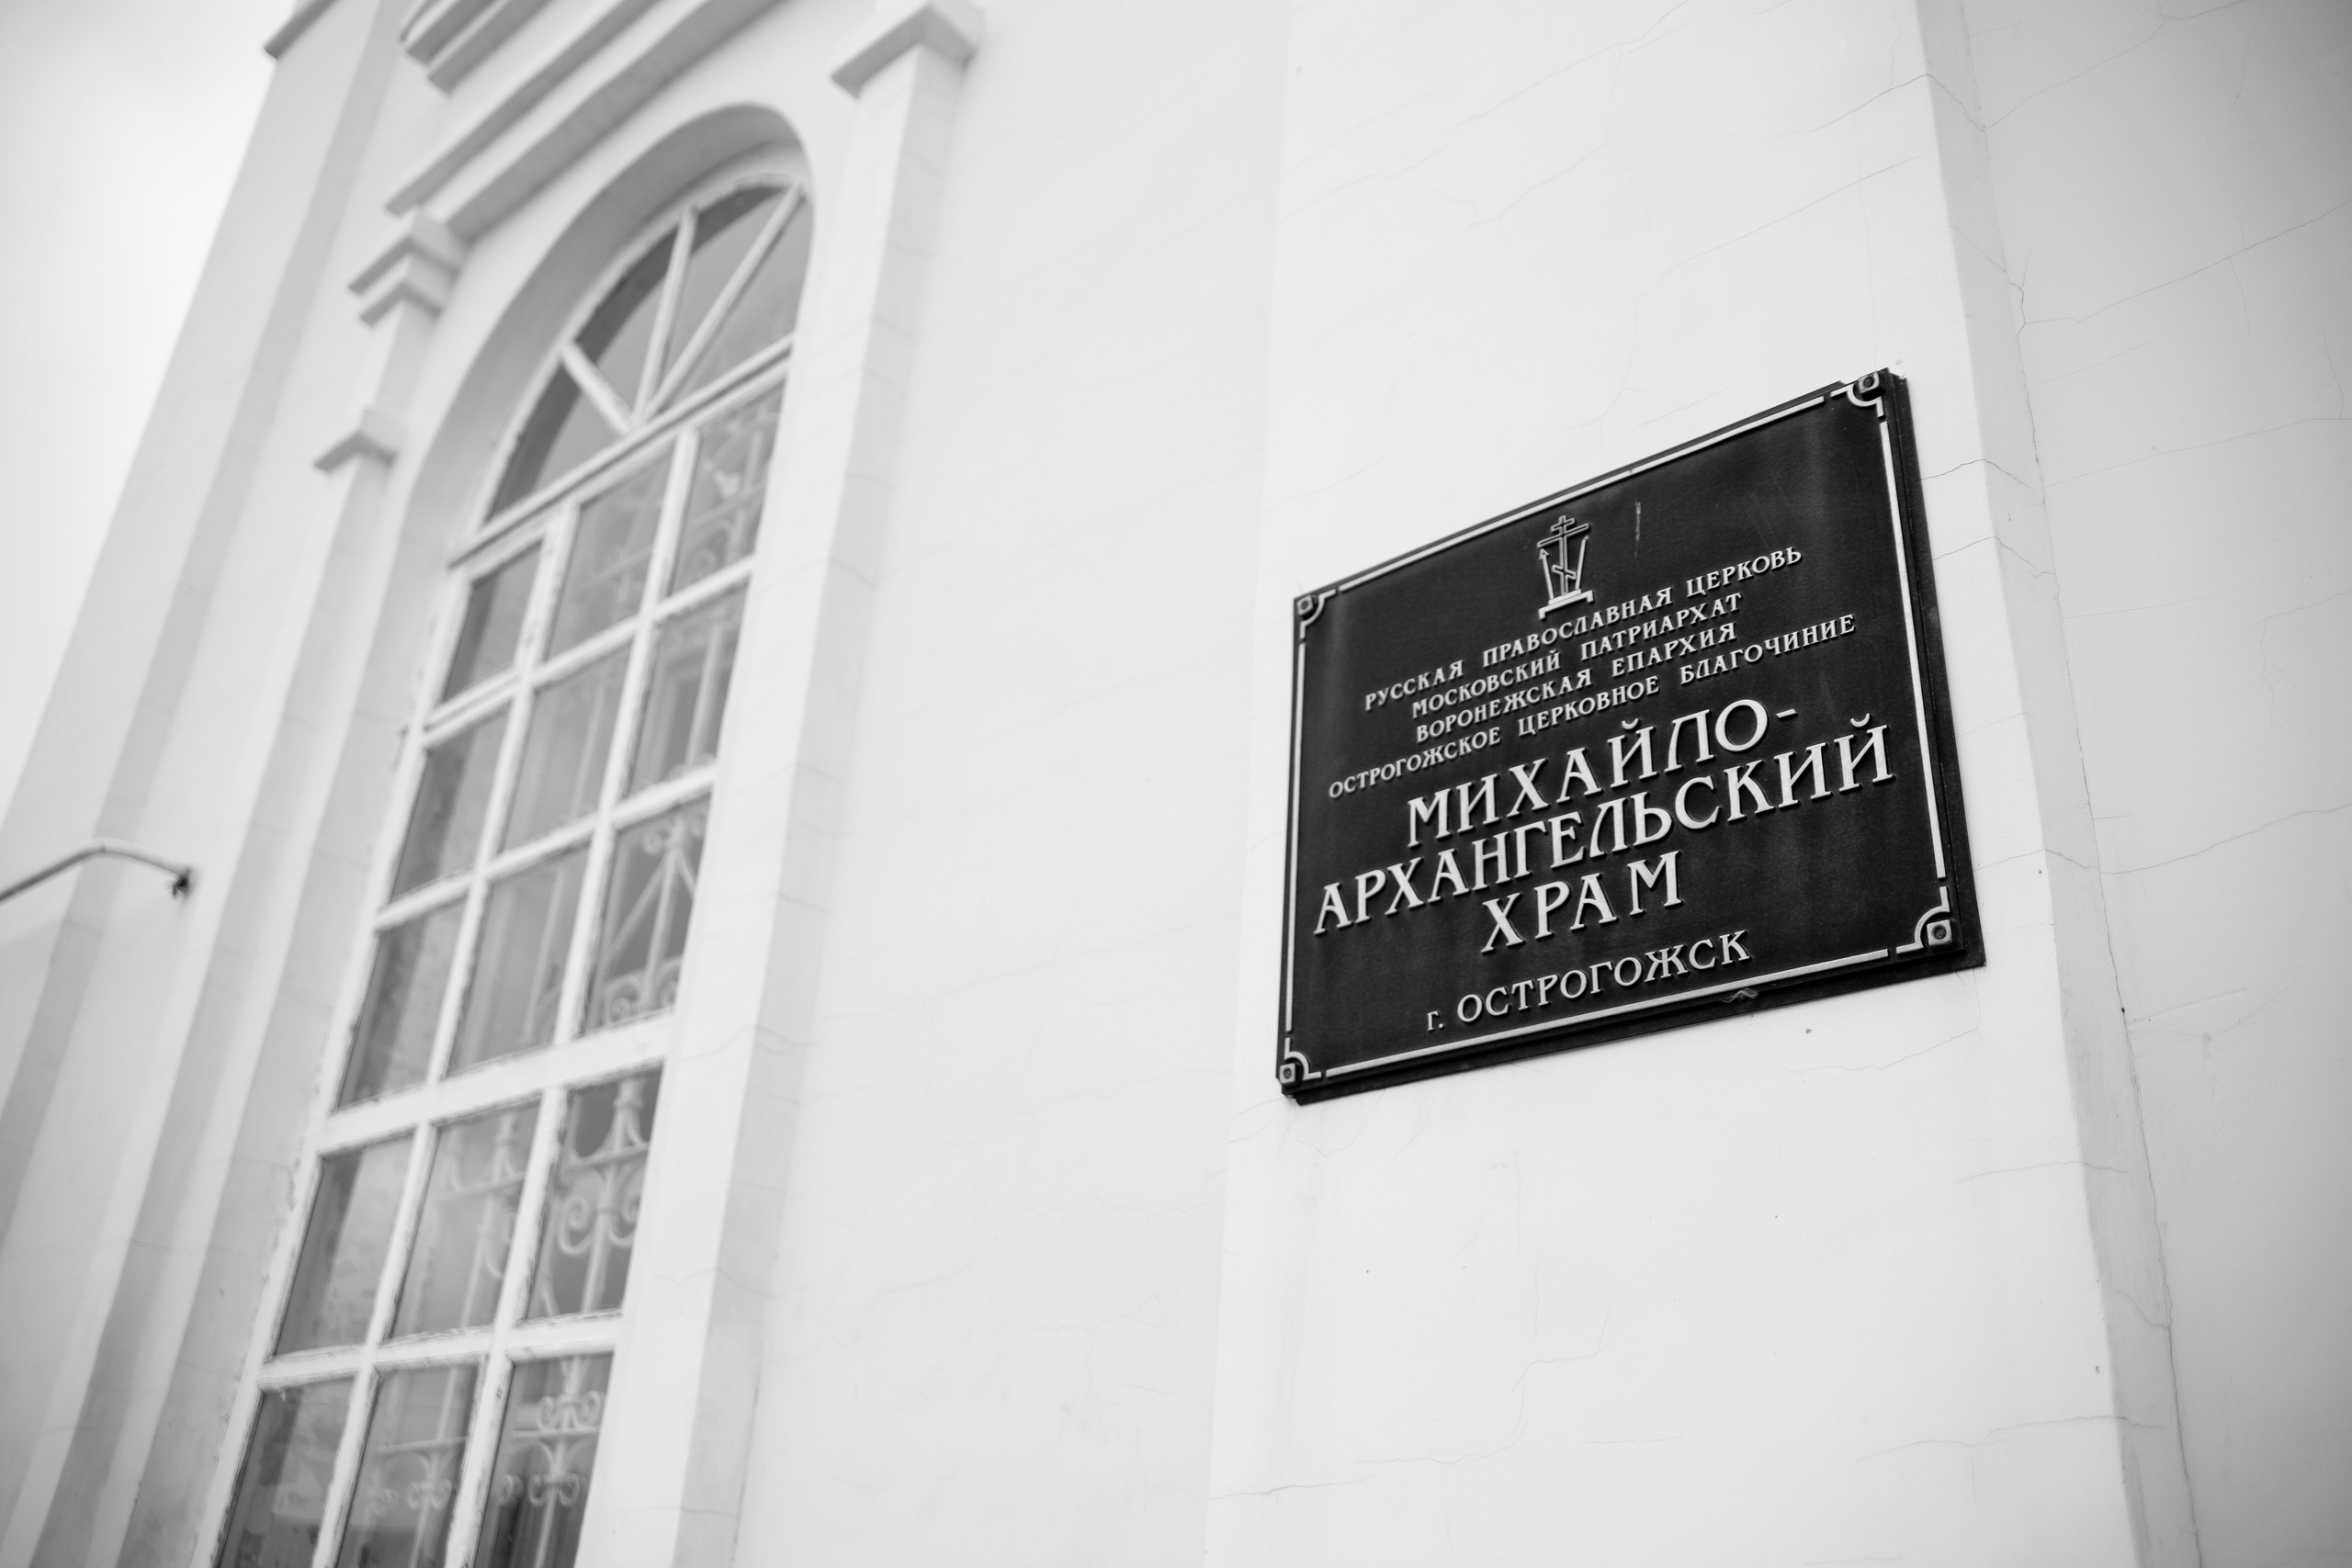 РУССКАЯ ПРАВОСЛАВНАЯ ЦЕРКОВЬ
МОСКОВСКИЙ ПАТРИАРХАТ
ВОРОНЕЖСКАЯ ЕПАРХИЯ
ОСТРОГОЖСКОЕ ЦЕРКОВНОЕ БЛАГОЧИНИЕ
МИХАЙЛО-
АРХАНГЕЛЬСКИЙ
ХРАМ
г. ОСТРОГОЖСК